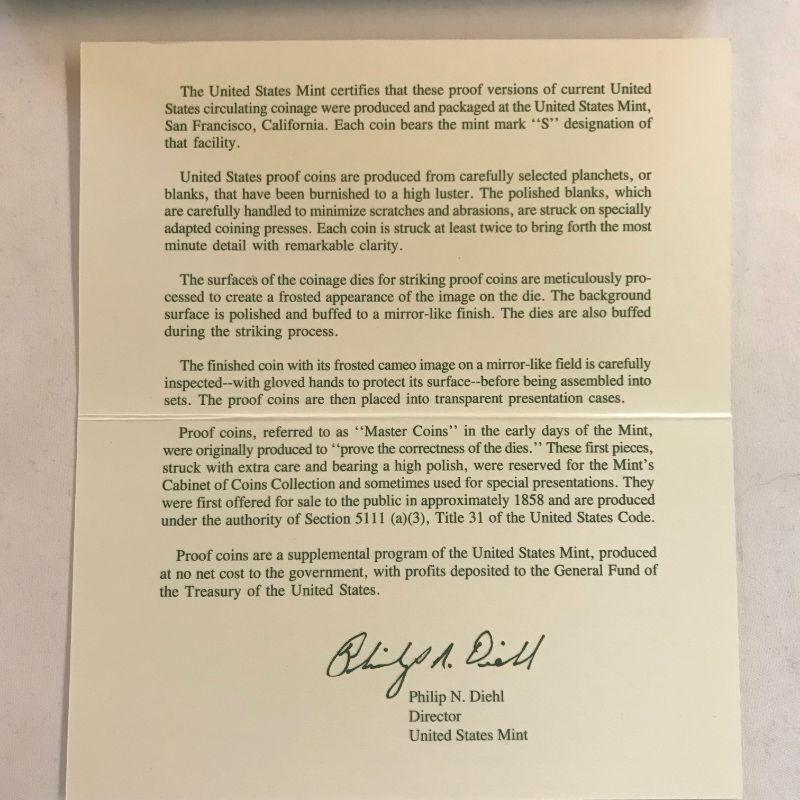 The United States Mint certifies that these proof versions of current United
States circulating coinage were produced and packaged at the United States Mint,
San Francisco, California. Each coin bears the mint mark ‘‘S’’ designation of
that facility.
United States proof coins are produced from carefully selected planchets, or
blanks, that have been burnished to a high luster. The polished blanks, which
are carefully handled to minimize scratches and abrasions, are struck on specially
adapted coining presses. Each coin is struck at least twice to bring forth the most
minute detail with remarkable clarity.
The surfaces of the coinage dies for striking proof coins are meticulously pro-
cessed to create a frosted appearance of the image on the die. The background
surface is polished and buffed to a mirror-like finish. The dies are also buffed
during the striking process.
The finished coin with its frosted cameo image on a mirror-like field is carefully
inspected--with gloved hands to protect its surface--before being assembled into
sets. The proof coins are then placed into transparent presentation cases.
Proof coins, referred to as ‘‘Master Coins’’ in the early days of the Mint,
were originally produced to ‘‘prove the correctness of the dies.’’ These first pieces,
struck with extra care and bearing a high polish, were reserved for the Mint's
Cabinet of Coins Collection and sometimes used for special presentations. They
were first offered for sale to the public in approximately 1858 and are produced
under the authority of Section 5111 (a)(3), Title 31 of the United States Code.
Proof coins are a supplemental program of the United States Mint, produced
at no net cost to the government, with profits deposited to the General Fund of
the Treasury of the United States.
Philip N. Diehl
Philip N. Diehl
Director
United States Mint